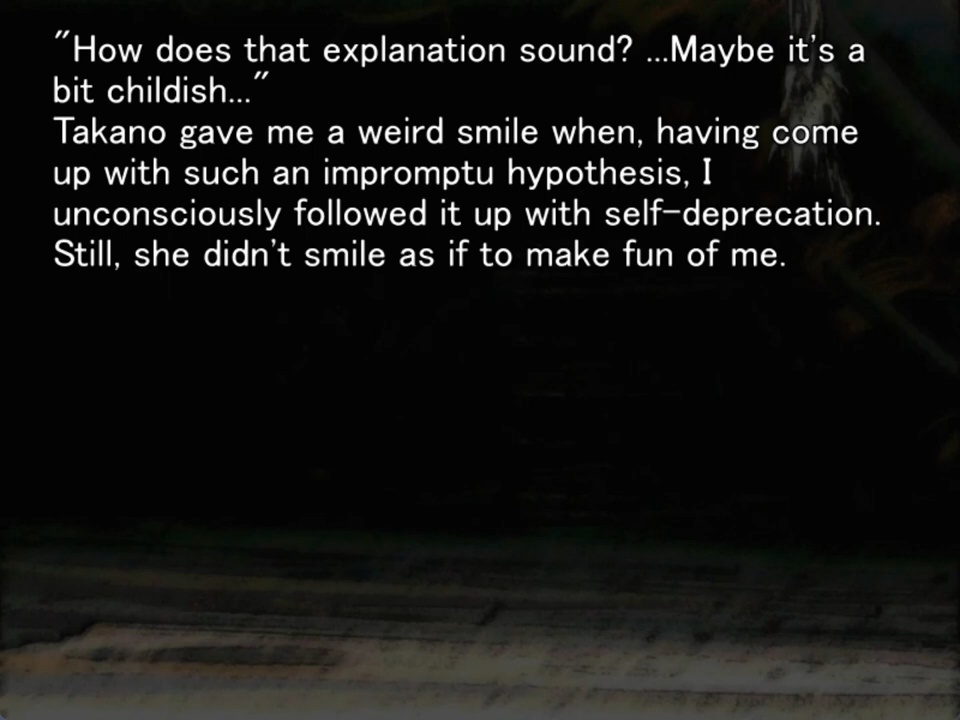 "How does that explanation sound? ...Maybe it's a
bit childish..."
Takano gave me a weird smile when, having come
up with such an impromptu hypothesis, I
unconsciously followed it up with self-deprecation.
Still, she didn't smile as if to make fun of me.